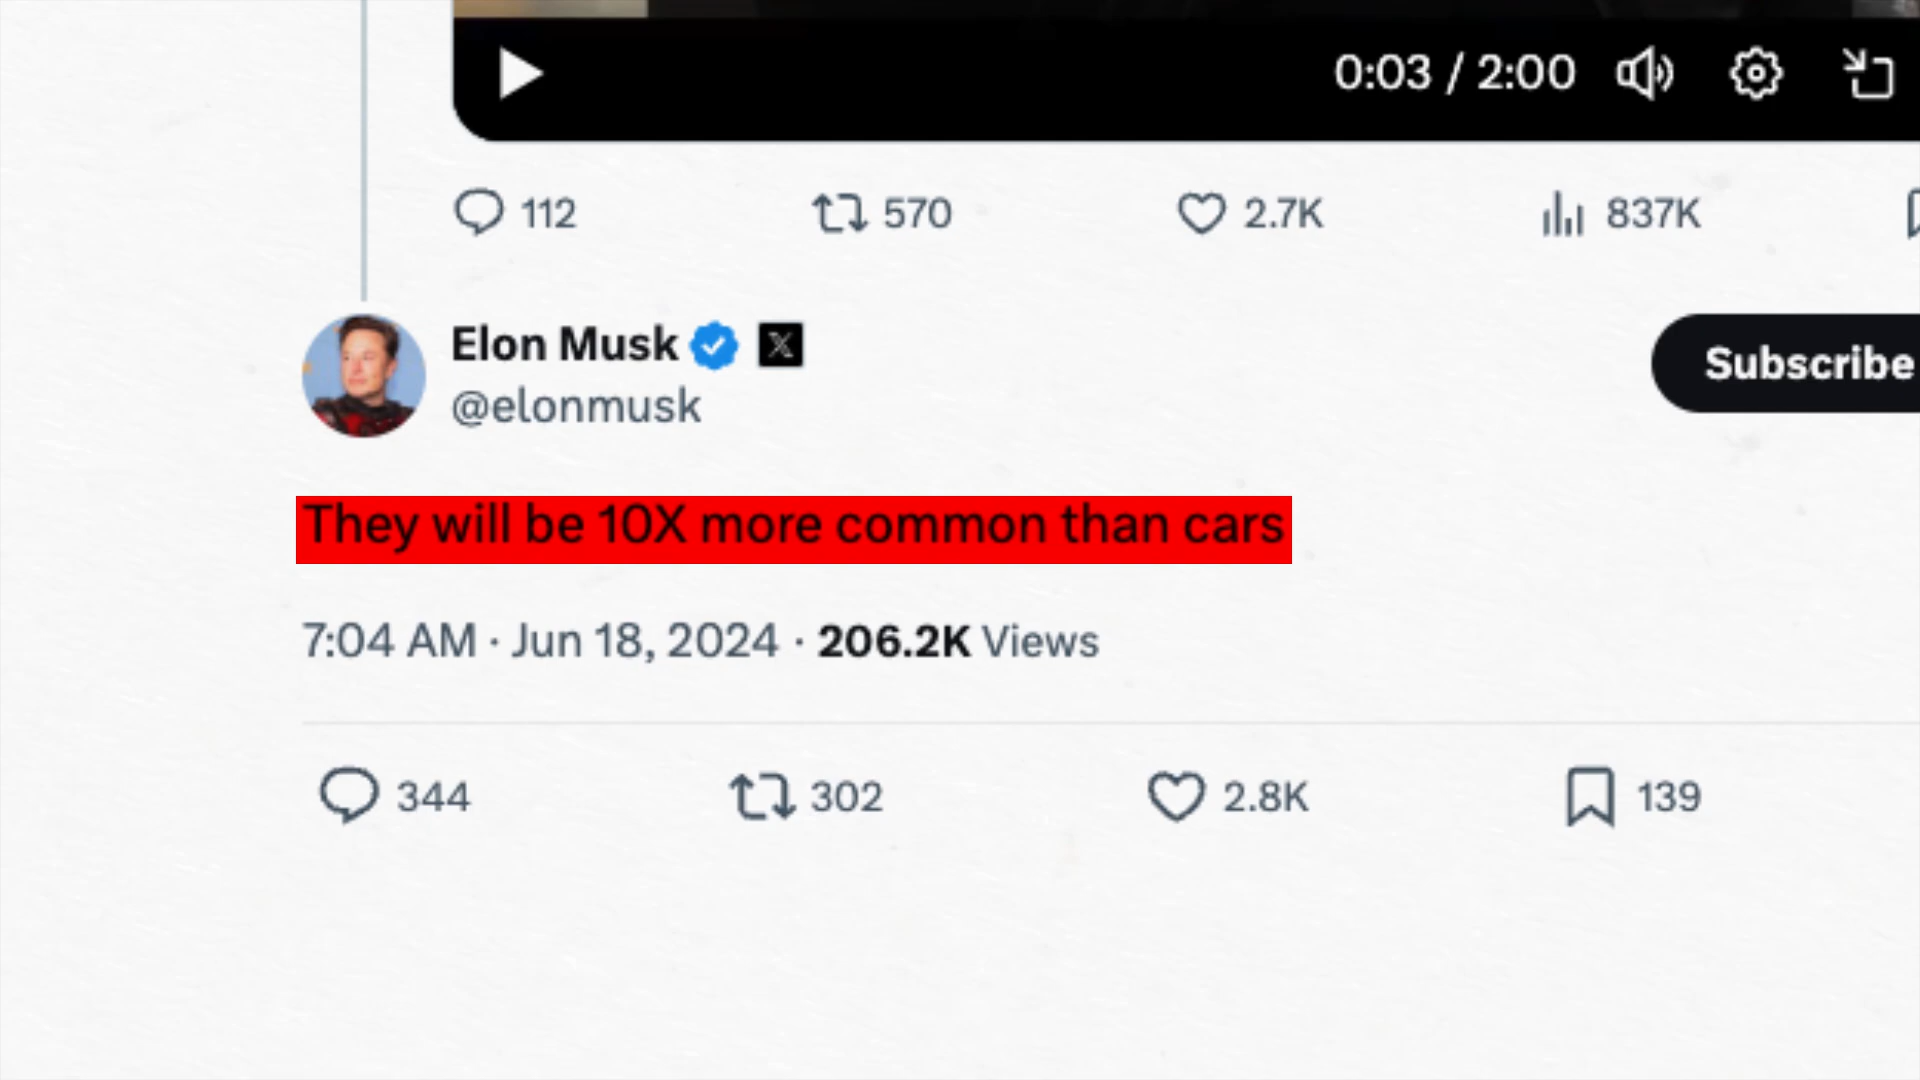 0:03 / 2:00
112 570 2.7K 837K
Elon Musk
@elonmusk
Subscribe
They will be 10X more common than cars
7:04 AM · Jun 18, 2024 · 206.2K Views
344 302 2.8K 139